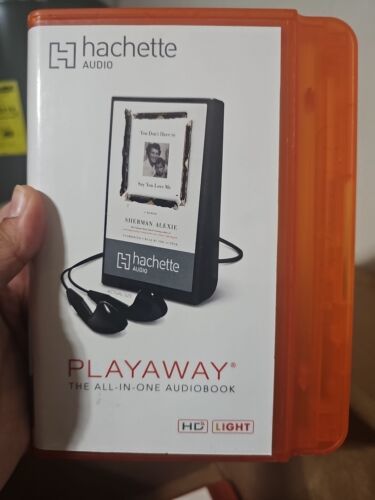 hachette
AUDIO
You Don't Have to
Say You Love Me
SHERMAN ALEXIE
hachette
AUDIO
PLAYAWAY®
THE ALL-IN-ONE AUDIOBOOK
HD
LIGHT